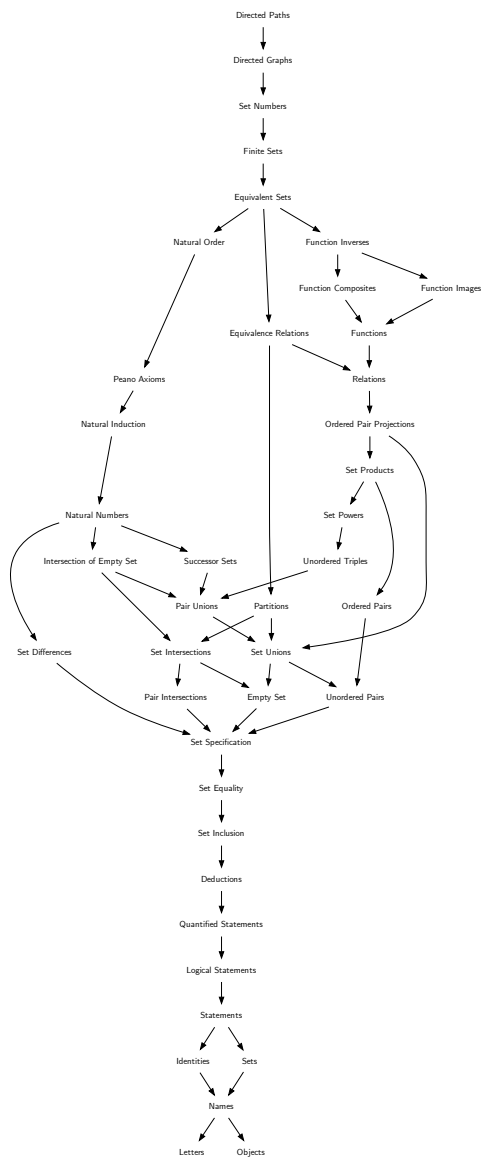 Directed Paths
Directed Graphs
Set Numbers
Finite Sets
Equivalent Sets
Natural Order
Function Inverses
Function Composites
Function Images
Equivalence Relations
Functions
Peano Axioms
Relations
Natural Induction
Ordered Pair Projections
Set Products
Natural Numbers
Set Powers
Intersection of Empty Set
Successor Sets
Unordered Triples
Pair Unions
Partitions
Ordered Pairs
Set Differences
Set Intersections
Set Unions
Pair Intersections
Empty Set
Unordered Pairs
Set Specification
Set Equality
Set Inclusion
Deductions
Quantified Statements
Logical Statements
Statements
Identities
Sets
Names
Letters
Objects